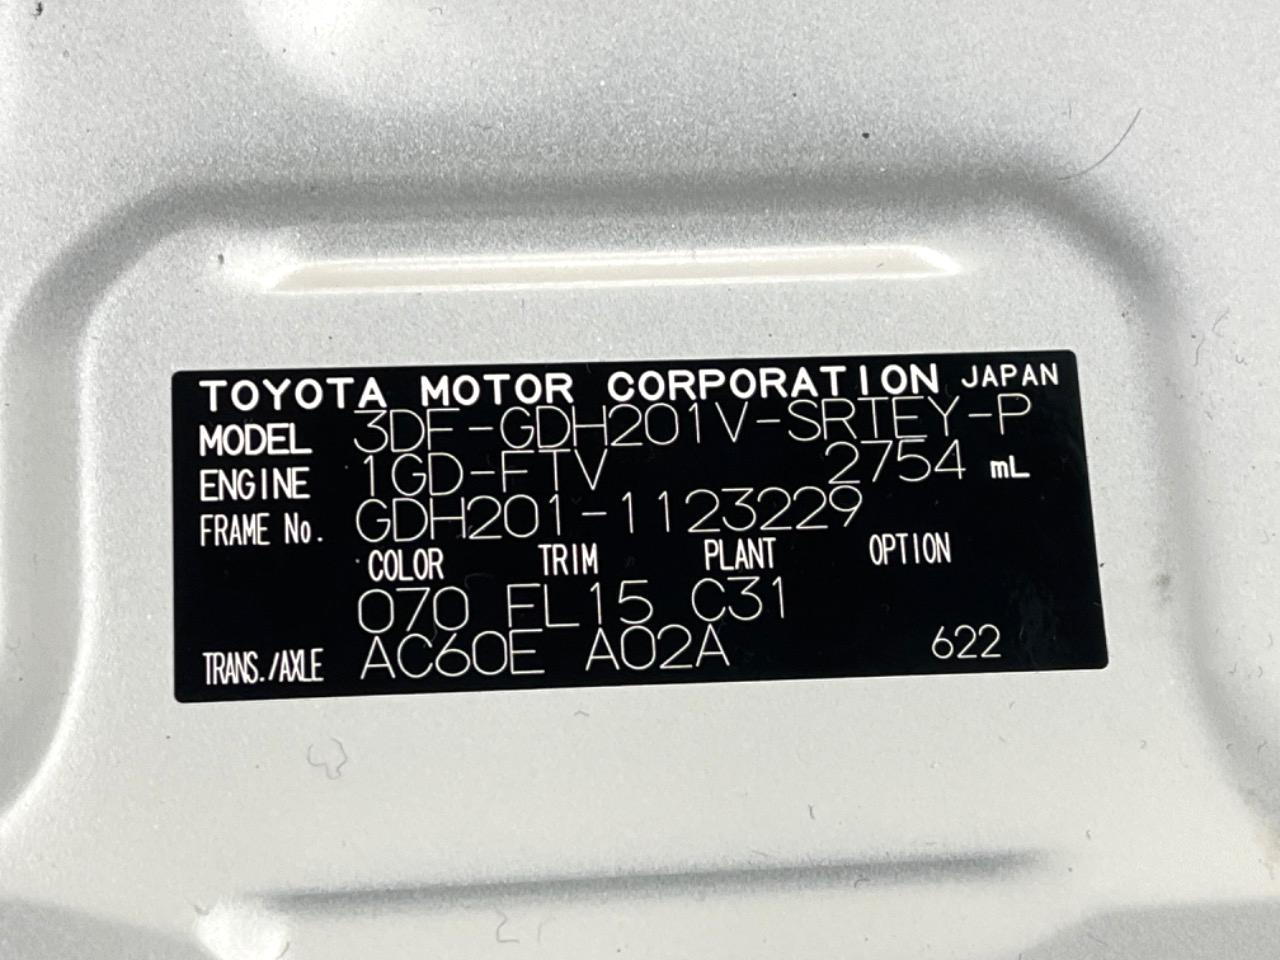 TOYOTA MOTOR CORPORATION JAPAN
MODEL 3DF-GDH201V-SRTEY-P
ENGINE 1GD-FTV 2754 mL
FRAME No. GDH201-1123229
COLOR TRIM PLANT OPTION
070 FL15 C31
TRANS./AXLE AC60E A02A 622